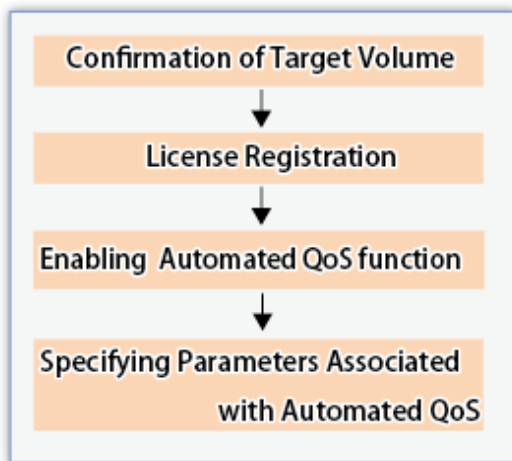 Confirmation of Target Volume
License Registration
Enabling Automated QoS function
Specifying Parameters Associated
with Automated QoS